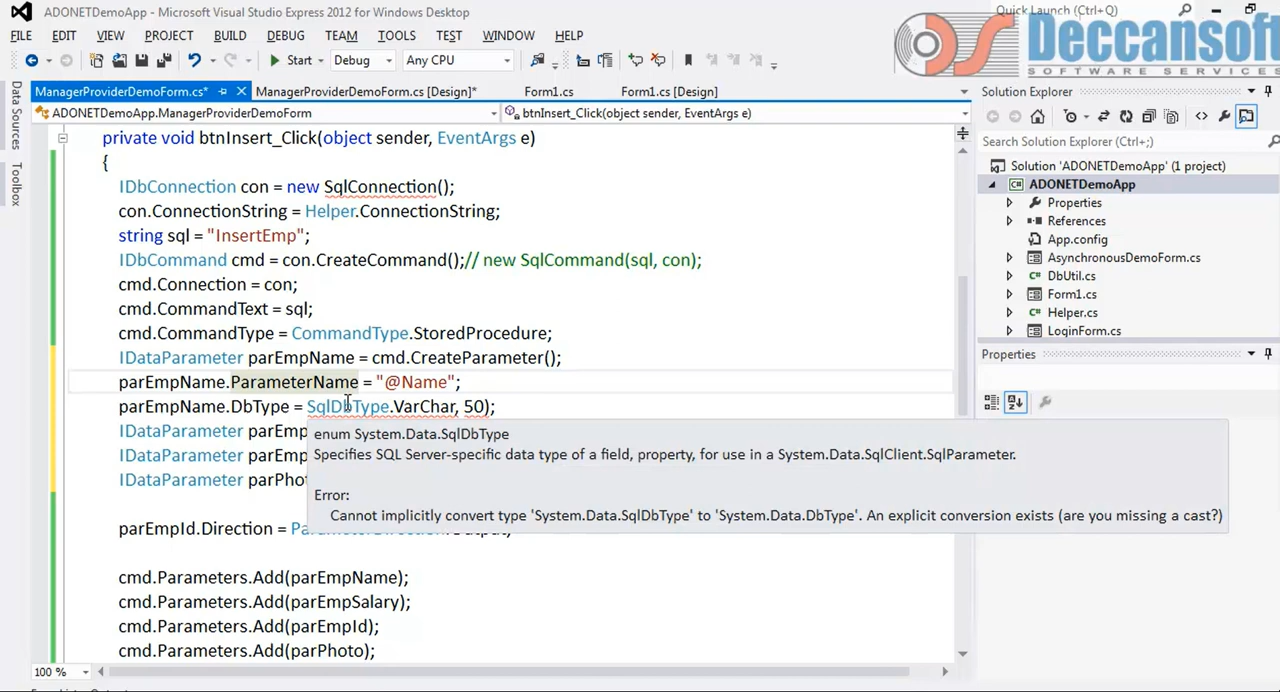 ADONETDemoApp - Microsoft Visual Studio Express 2012 for Windows Desktop
Quick Launch (Ctrl+Q)
FILE EDIT VIEW PROJECT BUILD DEBUG TEAM TOOLS TEST WINDOW HELP
Deccansoft
SOFTWARE SERVICES
Start Debug Any CPU
ManagerProviderDemoForm.cs* ManagerProviderDemoForm.cs [Design]* Form1.cs Form1.cs [Design]
ADONETDemoApp.ManagerProviderDemoForm btnInsert_Click(object sender, EventArgs e)
Data Sources
Toolbox
private void btnInsert_Click(object sender, EventArgs e)
{
IDbConnection con = new SqlConnection();
con.ConnectionString = Helper.ConnectionString;
string sql = "InsertEmp";
IDbCommand cmd = con.CreateCommand();// new SqlCommand(sql, con);
cmd.Connection = con;
cmd.CommandText = sql;
cmd.CommandType = CommandType.StoredProcedure;
IDataParameter parEmpName = cmd.CreateParameter();
parEmpName.ParameterName = "@Name";
parEmpName.DbType = SqlDbType.VarChar, 50);
IDataParameter parEmp
IDataParameter parEmp
IDataParameter parPhot
enum System.Data.SqlDbType
Specifies SQL Server-specific data type of a field, property, for use in a System.Data.SqlClient.SqlParameter.
Error:
Cannot implicitly convert type 'System.Data.SqlDbType' to 'System.Data.DbType'. An explicit conversion exists (are you missing a cast?)
parEmpId.Direction =
cmd.Parameters.Add(parEmpName);
cmd.Parameters.Add(parEmpSalary);
cmd.Parameters.Add(parEmpId);
cmd.Parameters.Add(parPhoto);
100 %
Solution Explorer
Search Solution Explorer (Ctrl+;)
Solution 'ADONETDemoApp' (1 project)
ADONETDemoApp
Properties
References
App.config
AsynchronousDemoForm.cs
DbUtil.cs
Form1.cs
Helper.cs
LoginForm.cs
Properties